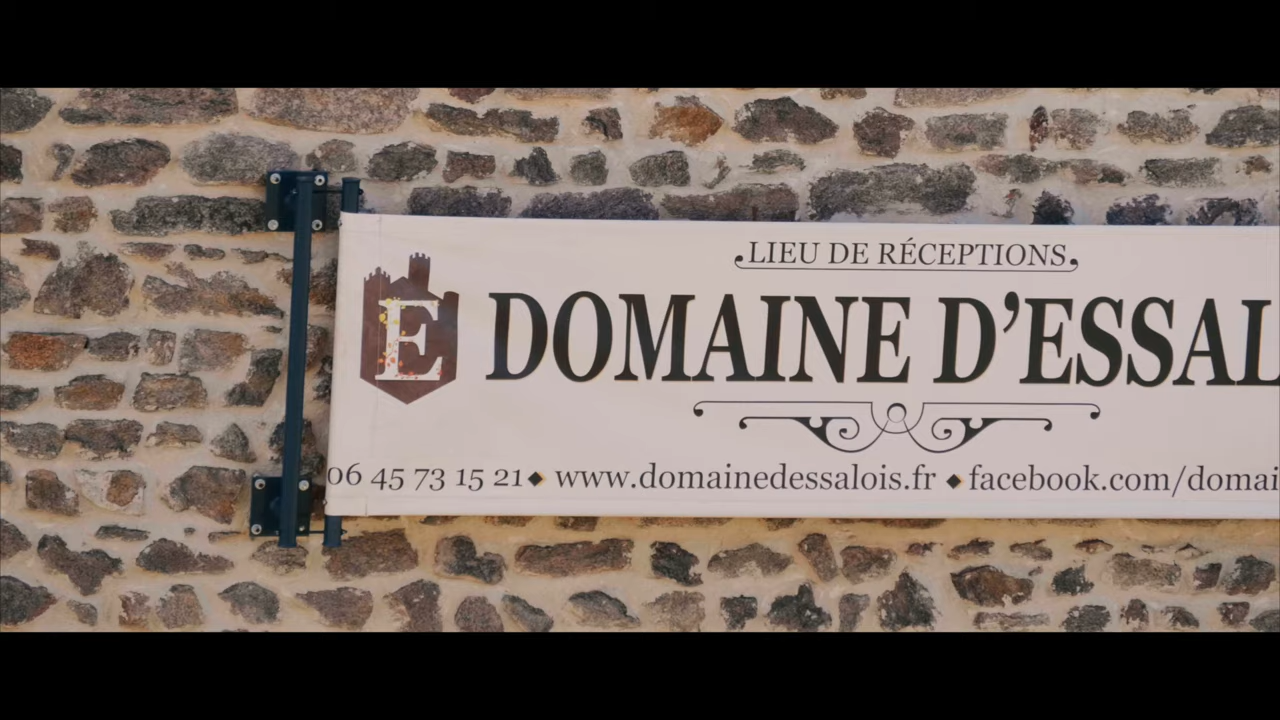 LIEU DE RÉCEPTIONS
E DOMAINE D'ESSAL
06 45 73 15 21 ◆ www.domainedessalois.fr ◆ facebook.com/domai